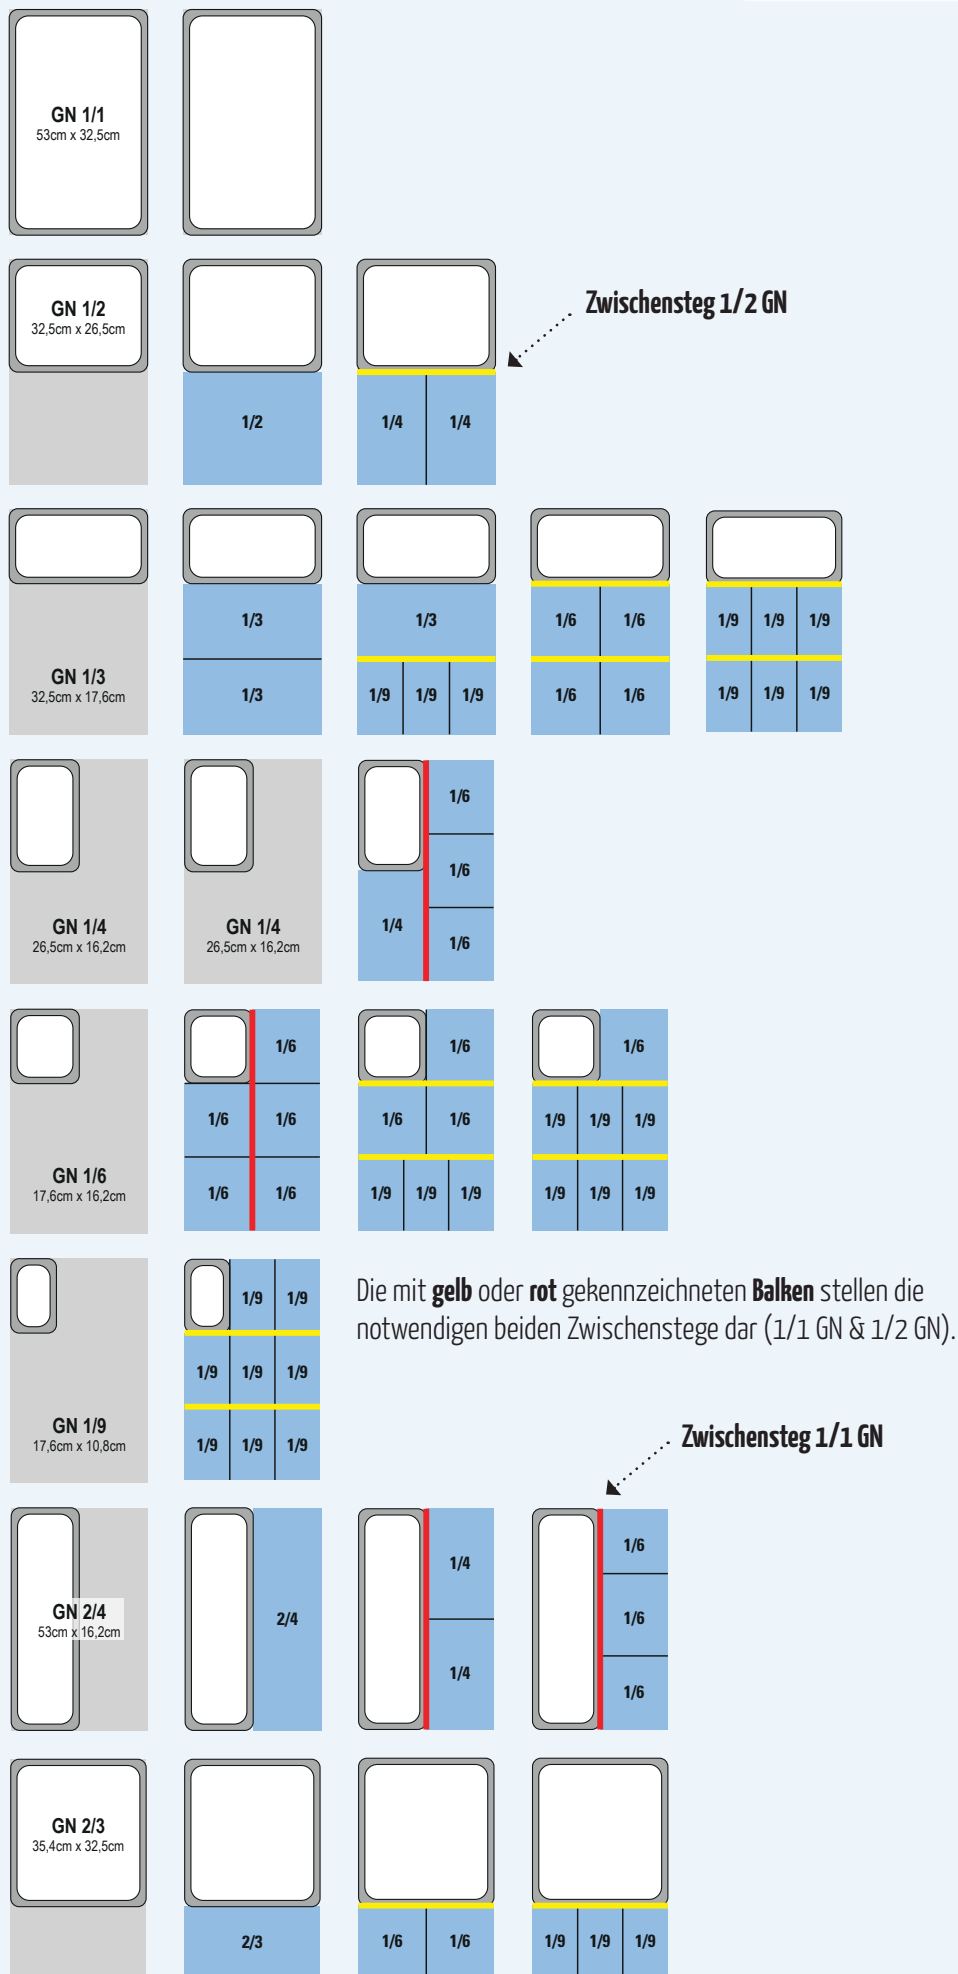 GN 1/1
53cm x 32,5cm
GN 1/2
32,5cm x 26,5cm
Zwischensteg 1/2 GN
1/2
1/4 1/4
1/3 1/3 1/6 1/6 1/9 1/9 1/9
GN 1/3
32,5cm x 17,6cm
1/3 1/9 1/9 1/9 1/6 1/6 1/9 1/9 1/9
1/6
1/6
GN 1/4
26,5cm x 16,2cm
GN 1/4
26,5cm x 16,2cm
1/4
1/6
1/6 1/6 1/6
1/6 1/6 1/6 1/6 1/9 1/9 1/9
GN 1/6
17,6cm x 16,2cm
1/6 1/6 1/9 1/9 1/9 1/9 1/9 1/9
1/9 1/9
Die mit gelb oder rot gekennzeichneten Balken stellen die
notwendigen beiden Zwischenstege dar (1/1 GN & 1/2 GN).
1/9 1/9 1/9
GN 1/9
17,6cm x 10,8cm
1/9 1/9 1/9
Zwischensteg 1/1 GN
GN 2/4
53cm x 16,2cm
2/4
1/4
1/4
1/6
1/6
1/6
GN 2/3
35,4cm x 32,5cm
2/3 1/6 1/6 1/9 1/9 1/9